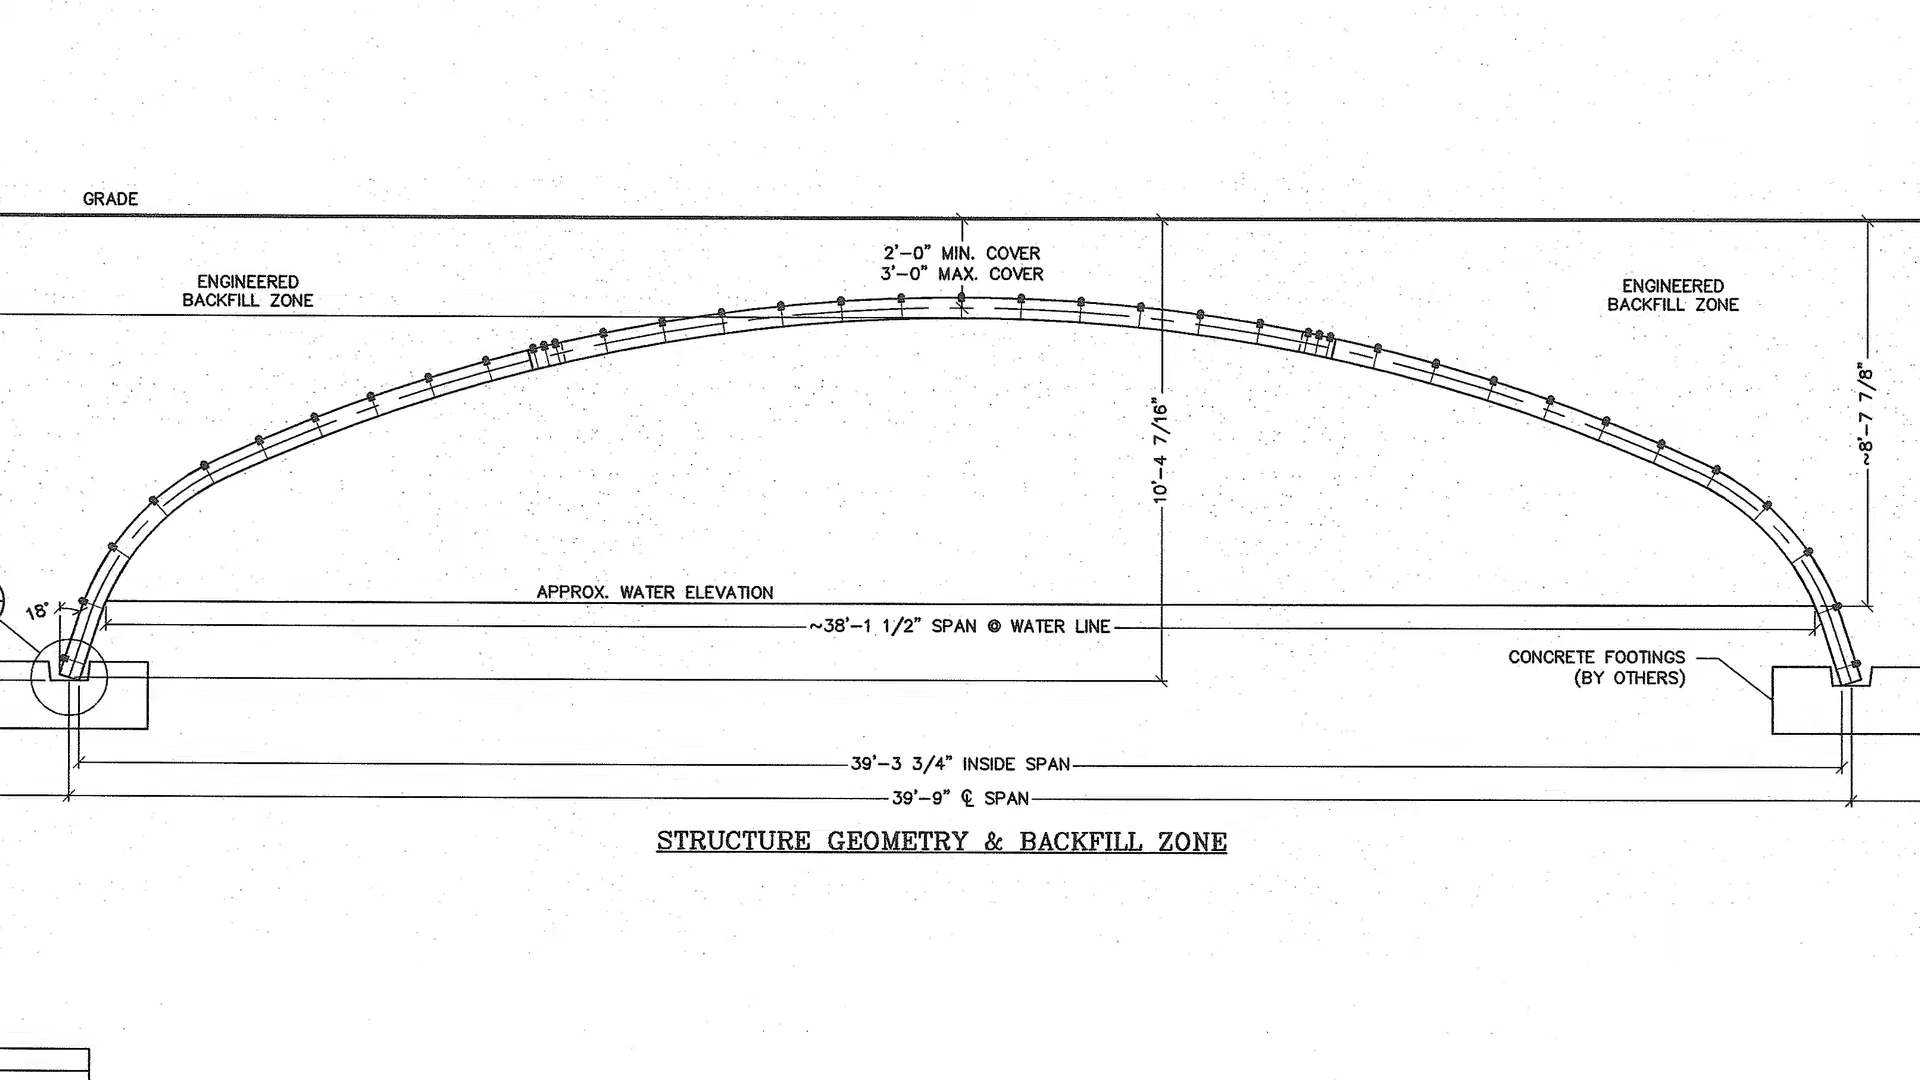 GRADE
2'-0" MIN. COVER
3'-0" MAX. COVER
ENGINEERED
BACKFILL ZONE
ENGINEERED
BACKFILL ZONE
~8'-7 7/8"
10'-4 7/16"
APPROX. WATER ELEVATION
18°
~38'-1 1/2" SPAN @ WATER LINE
CONCRETE FOOTINGS
(BY OTHERS)
39'-3 3/4" INSIDE SPAN
39'-9" ℄ SPAN
STRUCTURE GEOMETRY & BACKFILL ZONE